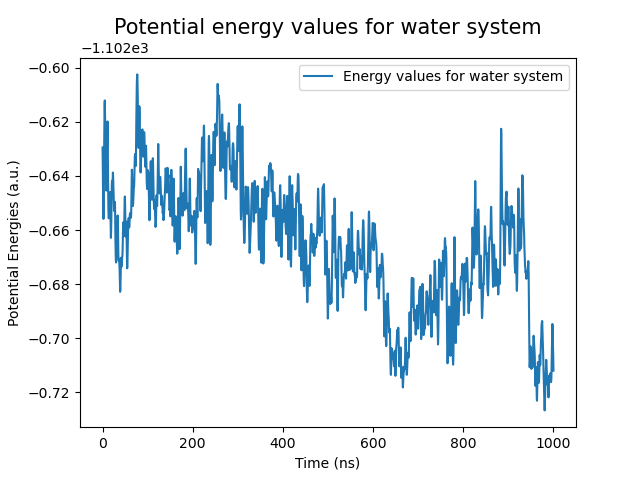 Potential energy values for water system
−1.102e3
Energy values for water system
−0.60
−0.62
−0.64
−0.66
−0.68
−0.70
−0.72
Potential Energies (a.u.)
0
200
400
600
800
1000
Time (ns)